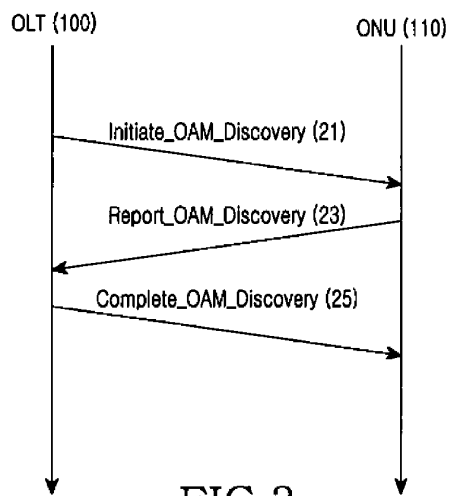 OLT (100)
ONU (110)
Initiate_OAM_Discovery (21)
Report_OAM_Discovery (23)
Complete_OAM_Discovery (25)